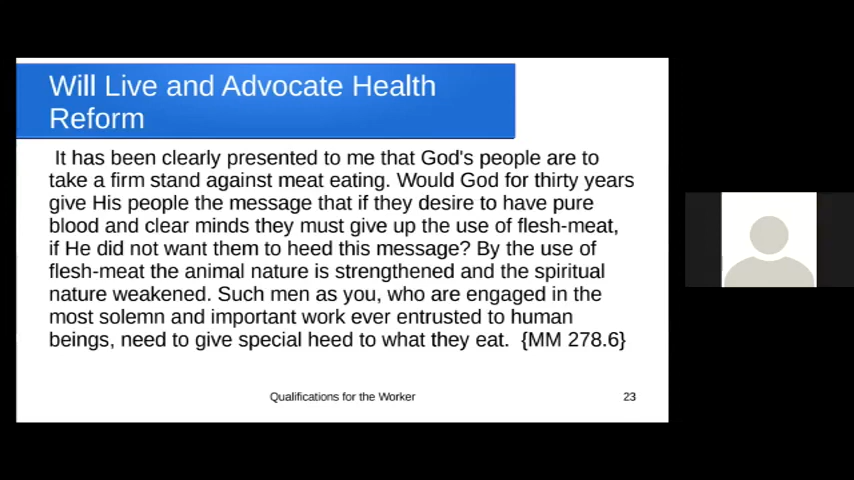 Will Live and Advocate Health
Reform
It has been clearly presented to me that God's people are to
take a firm stand against meat eating. Would God for thirty years
give His people the message that if they desire to have pure
blood and clear minds they must give up the use of flesh-meat,
if He did not want them to heed this message? By the use of
flesh-meat the animal nature is strengthened and the spiritual
nature weakened. Such men as you, who are engaged in the
most solemn and important work ever entrusted to human
beings, need to give special heed to what they eat. {MM 278.6}
Qualifications for the Worker
23